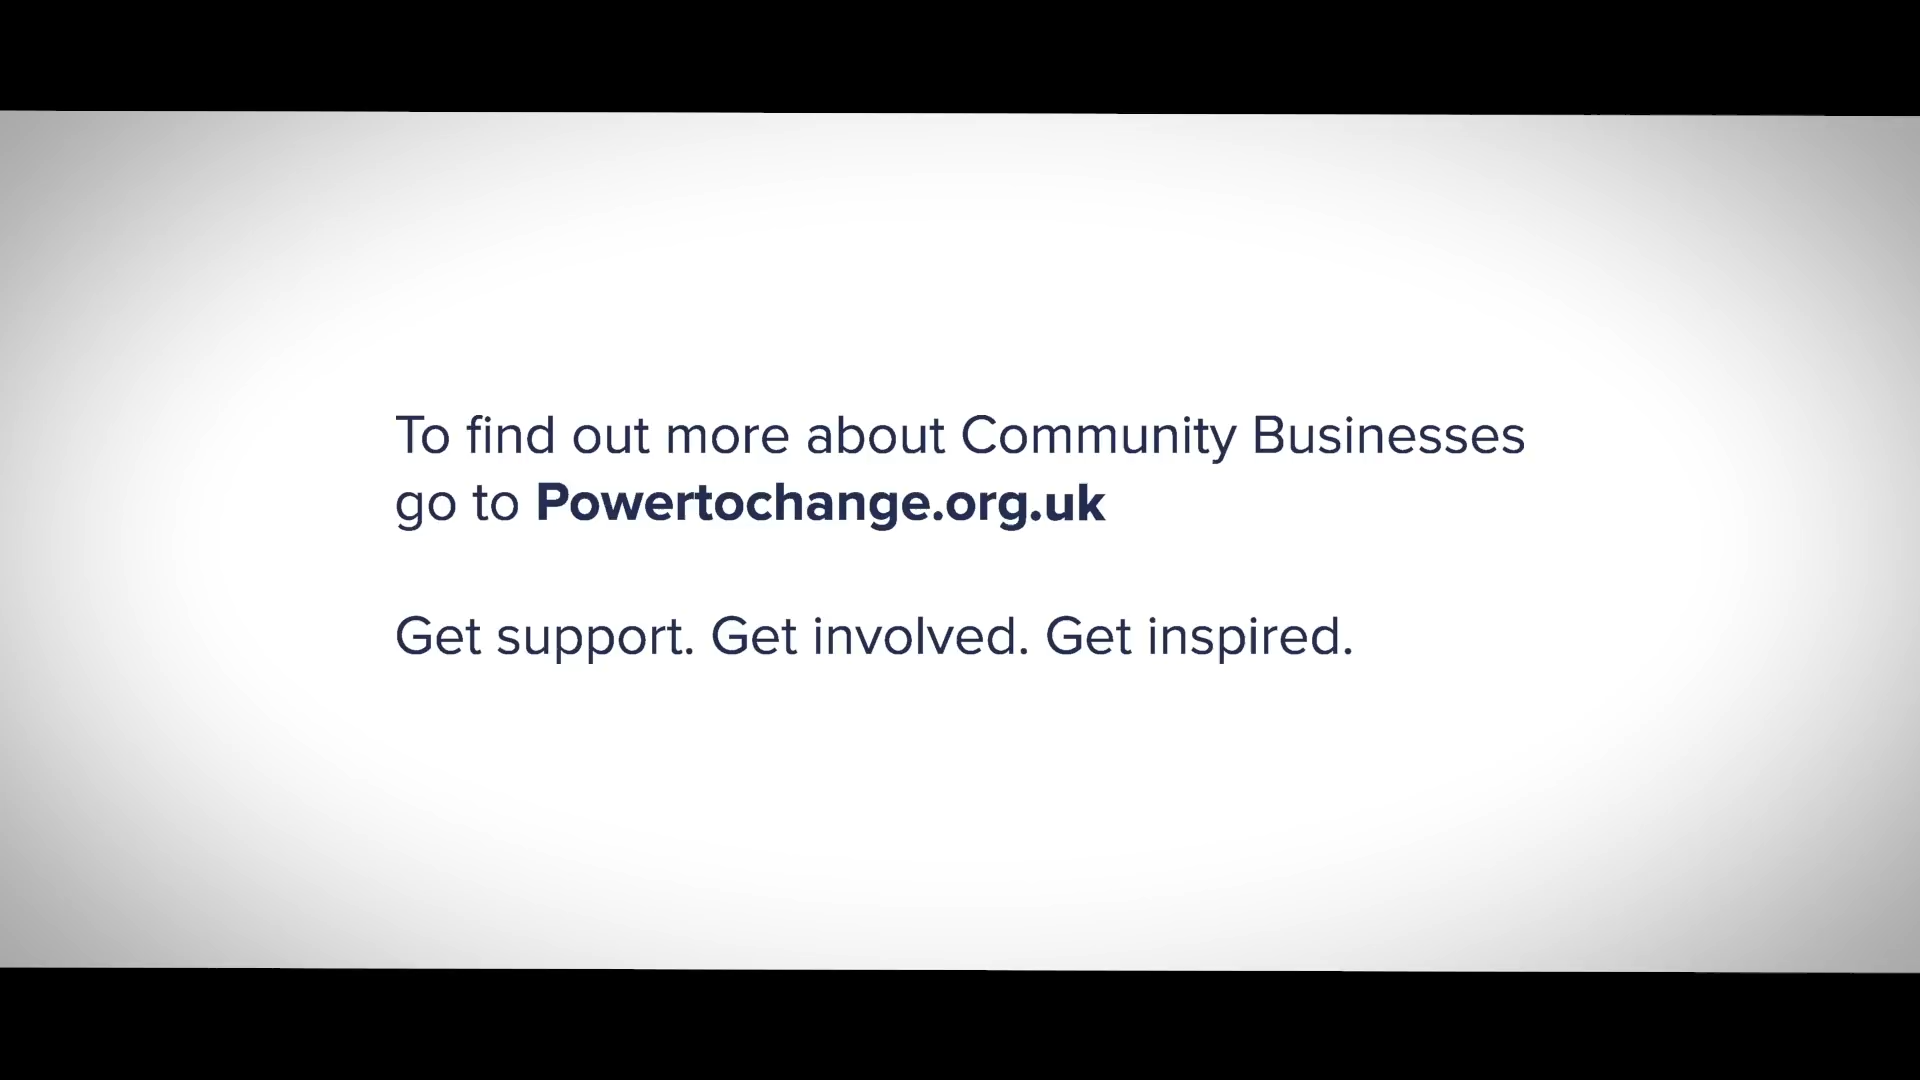 To find out more about Community Businesses
go to Powertochange.org.uk
Get support. Get involved. Get inspired.